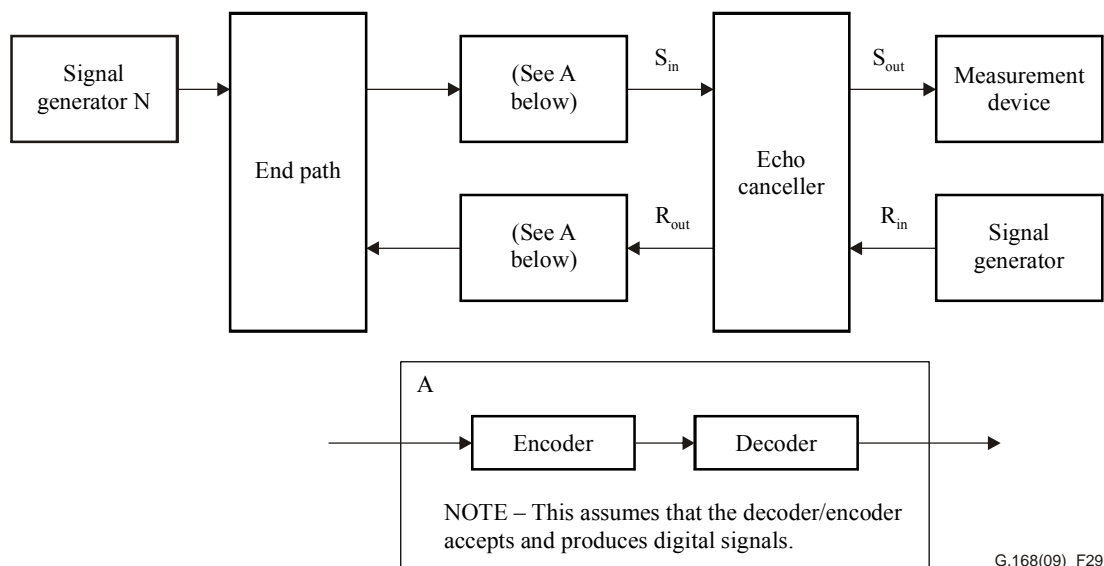 Signal
generator N
End path
(See A
below)
S_in
Echo
canceller
S_out
Measurement
device
(See A
below)
R_out
R_in
Signal
generator
A
Encoder
Decoder
NOTE – This assumes that the decoder/encoder
accepts and produces digital signals.
G.168(09)_F29